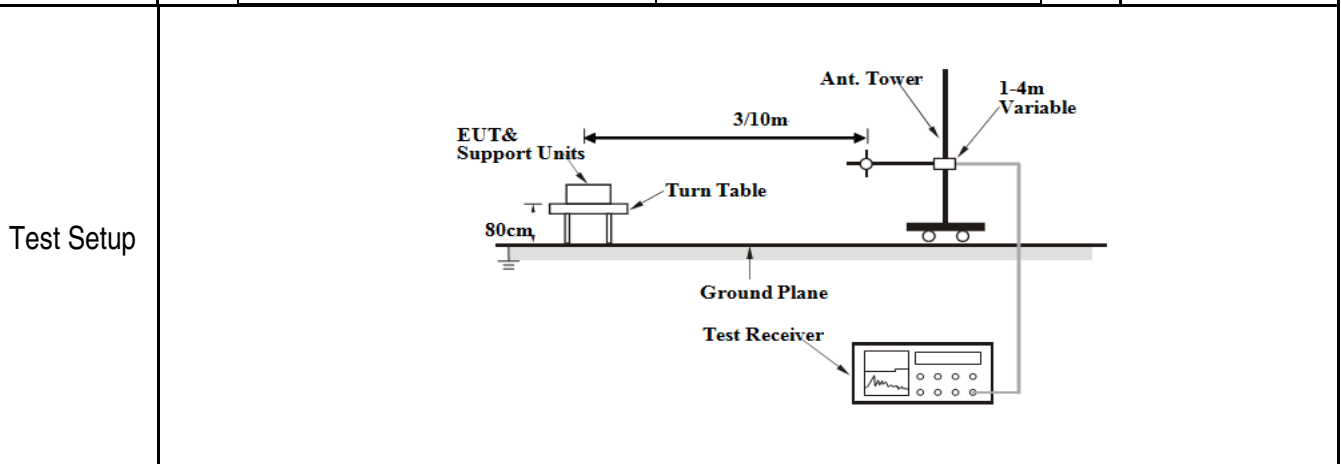 Test Setup
Ant. Tower
1-4m
Variable
3/10m
EUT&
Support Units
Turn Table
80cm
Ground Plane
Test Receiver